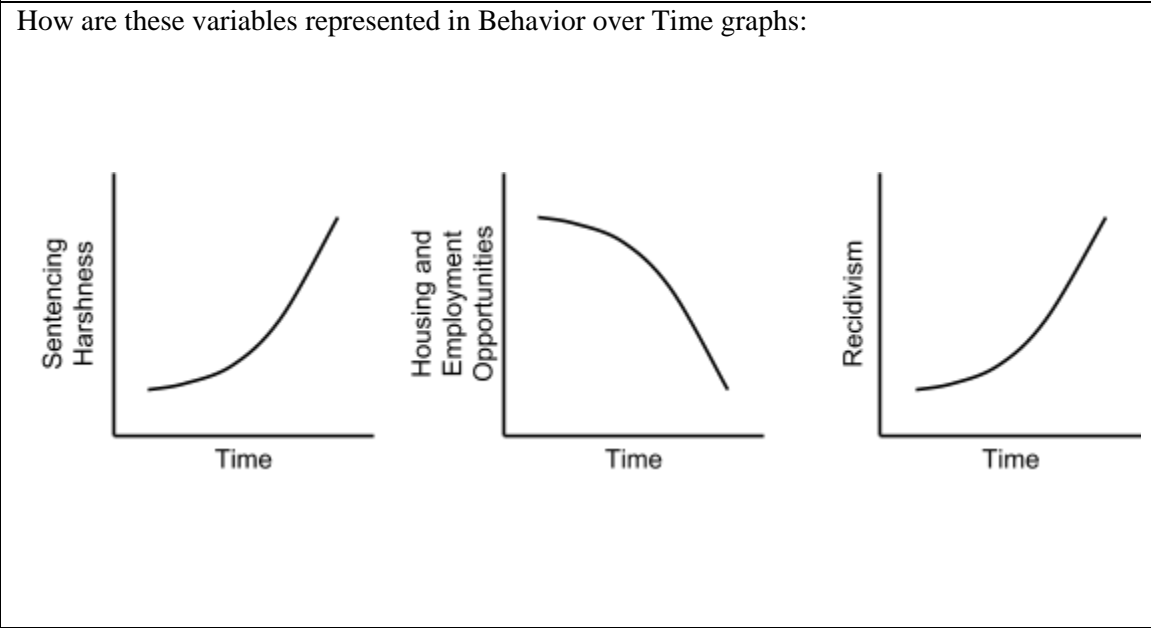 How are these variables represented in Behavior over Time graphs:
Sentencing
Harshness
Time
Housing and
Employment
Opportunities
Time
Recidivism
Time